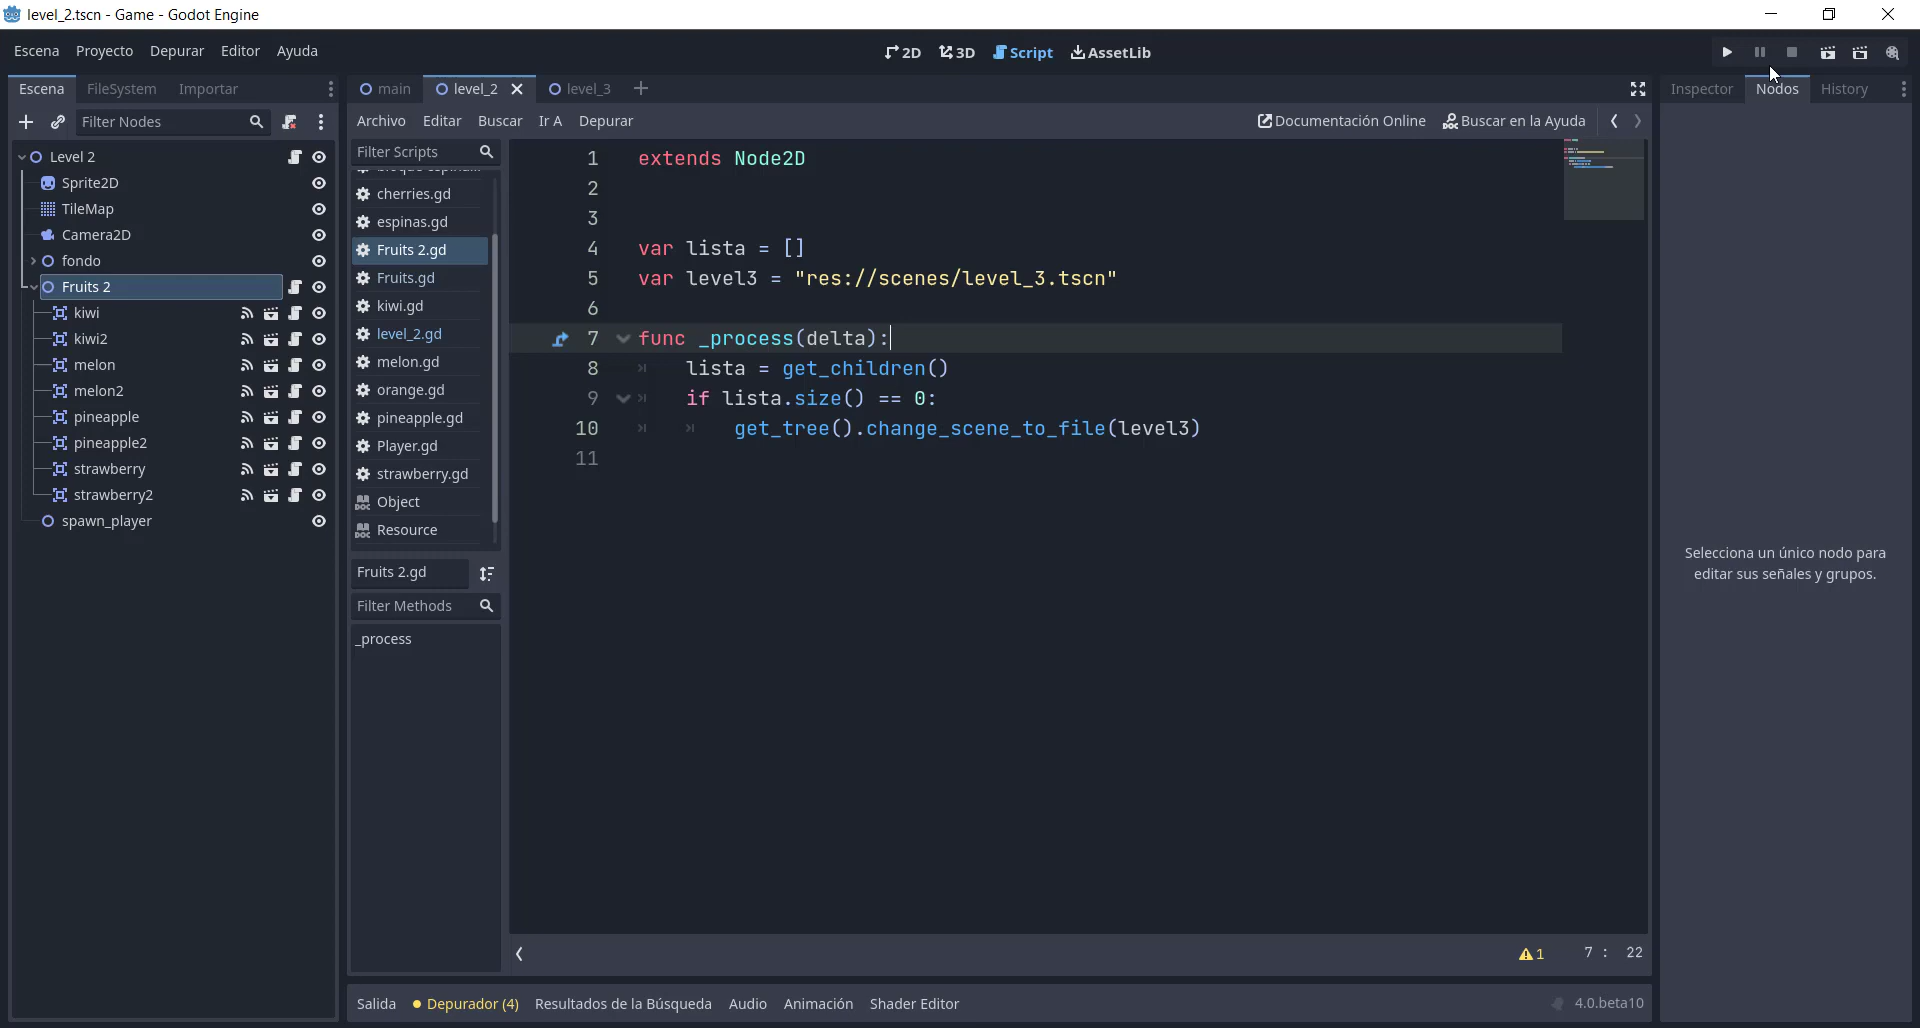 level_2.tscn - Game - Godot Engine
Escena Proyecto Depurar Editor Ayuda
2D 3D Script AssetLib
Escena FileSystem Importar
main level_2 level_3
Inspector Nodos History
Filter Nodes
Archivo Editar Buscar Ir A Depurar
Documentación Online Buscar en la Ayuda
Level 2
Sprite2D
TileMap
Camera2D
fondo
Fruits 2
kiwi
kiwi2
melon
melon2
pineapple
pineapple2
strawberry
strawberry2
spawn_player
Filter Scripts
cherries.gd
espinas.gd
Fruits 2.gd
Fruits.gd
kiwi.gd
level_2.gd
melon.gd
orange.gd
pineapple.gd
Player.gd
strawberry.gd
DOC Object
DOC Resource
Fruits 2.gd
Filter Methods
_process
1 extends Node2D
2
3
4 var lista = []
5 var level3 = "res://scenes/level_3.tscn"
6
7 func _process(delta):
8 lista = get_children()
9 if lista.size() == 0:
10 get_tree().change_scene_to_file(level3)
11
1 7 : 22
Selecciona un único nodo para
editar sus señales y grupos.
Salida Depurador (4) Resultados de la Búsqueda Audio Animación Shader Editor
4.0.beta10